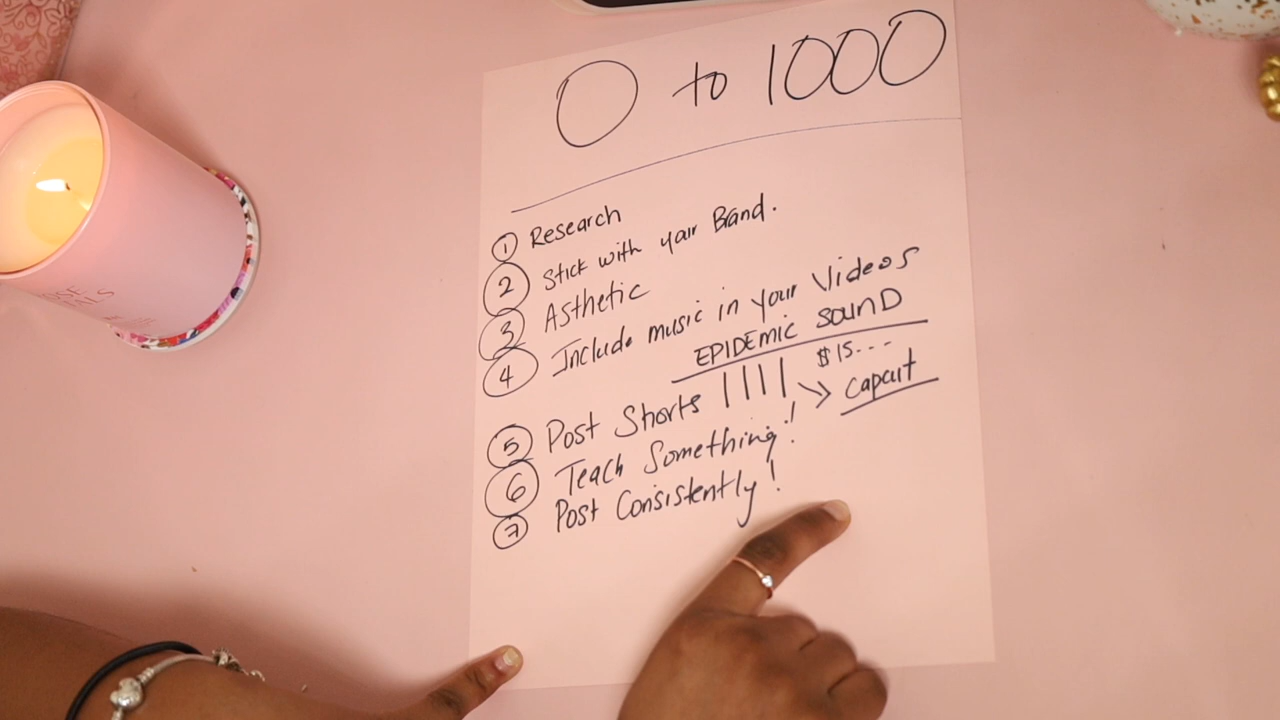 0 to 1000
1 Research
2 Stick with your Brand.
3 Asthetic
4 Include music in your Videos
EPIDEMIC SOUND
$15...
5 Post Shorts |||| → capcut
6 Teach Something!
7 Post Consistently!